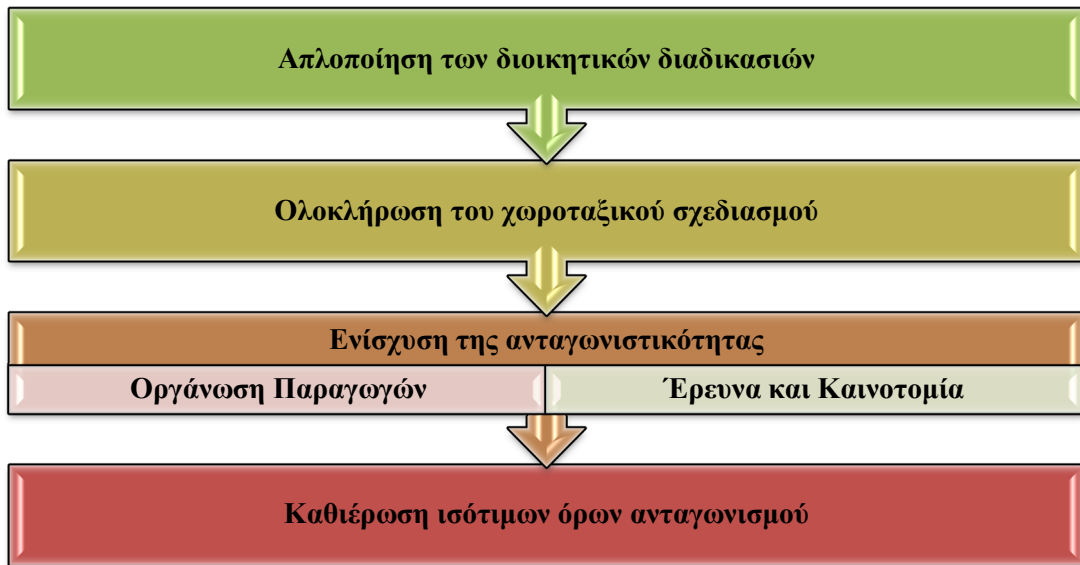 Απλοποίηση των διοικητικών διαδικασιών
Ολοκλήρωση του χωροταξικού σχεδιασμού
Ενίσχυση της ανταγωνιστικότητας
Οργάνωση Παραγωγών
Έρευνα και Καινοτομία
Καθιέρωση ισότιμων όρων ανταγωνισμού